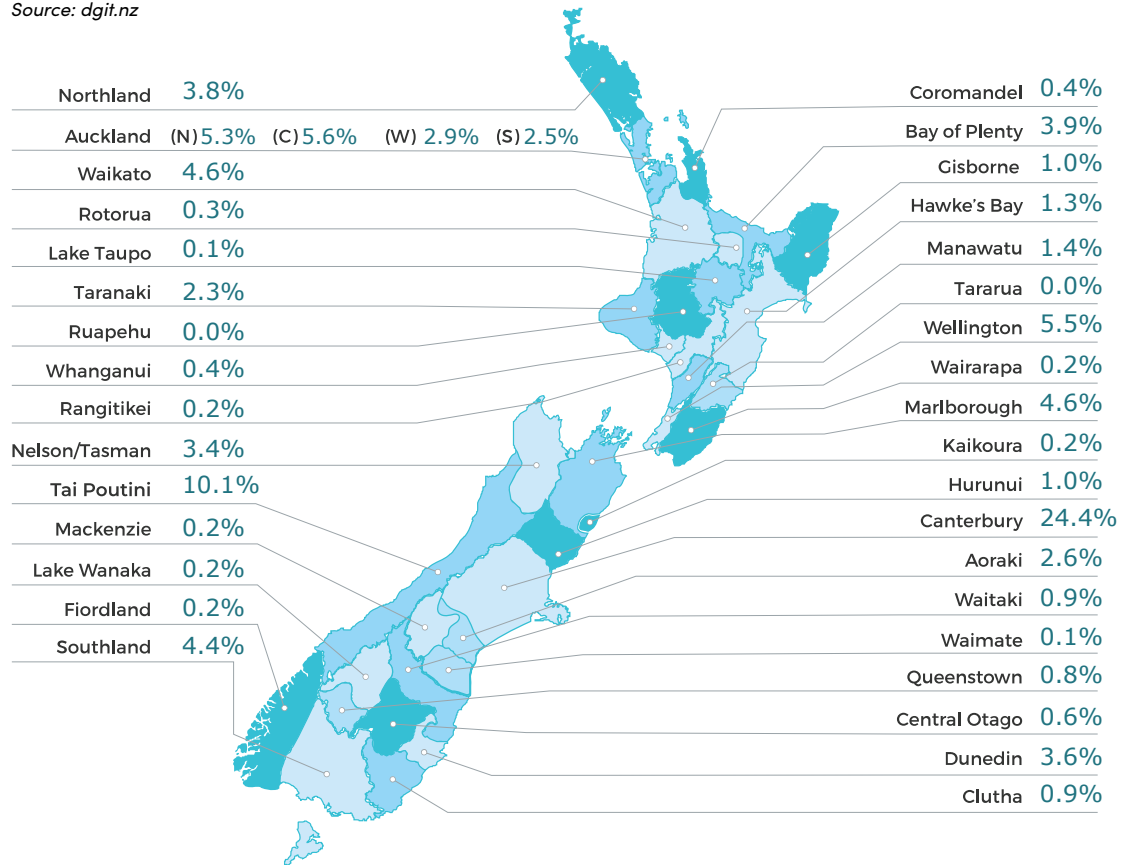 Source: dgit.nz
Northland 3.8%
Auckland (N) 5.3% (C) 5.6% (W) 2.9% (S) 2.5%
Waikato 4.6%
Rotorua 0.3%
Lake Taupo 0.1%
Taranaki 2.3%
Ruapehu 0.0%
Whanganui 0.4%
Rangitikei 0.2%
Nelson/Tasman 3.4%
Tai Poutini 10.1%
Mackenzie 0.2%
Lake Wanaka 0.2%
Fiordland 0.2%
Southland 4.4%
Coromandel 0.4%
Bay of Plenty 3.9%
Gisborne 1.0%
Hawke's Bay 1.3%
Manawatu 1.4%
Tararua 0.0%
Wellington 5.5%
Wairarapa 0.2%
Marlborough 4.6%
Kaikoura 0.2%
Hurunui 1.0%
Canterbury 24.4%
Aoraki 2.6%
Waitaki 0.9%
Waimate 0.1%
Queenstown 0.8%
Central Otago 0.6%
Dunedin 3.6%
Clutha 0.9%